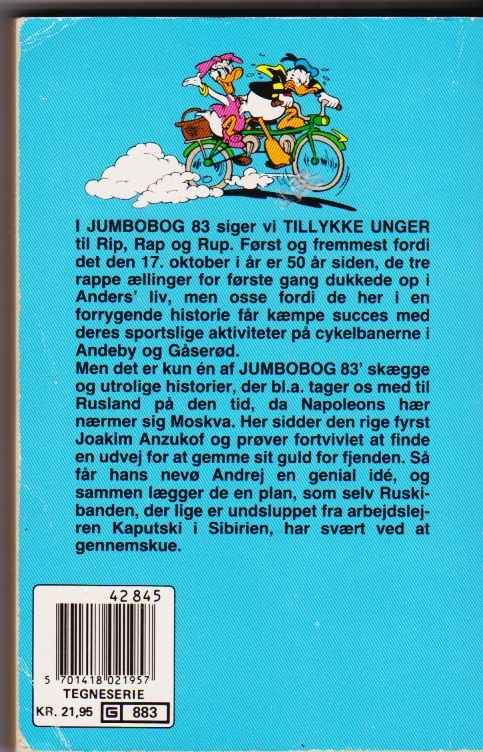 I JUMBOBOG 83 siger vi TILLYKKE UNGER
til Rip, Rap og Rup. Først og fremmest fordi
det den 17. oktober i år er 50 år siden, de tre
rappe ællinger for første gang dukkede op i
Anders' liv, men osse fordi de her i en
forrygende historie får kæmpe succes med
deres sportslige aktiviteter på cykelbanerne i
Andeby og Gåserød.
Men det er kun én af JUMBOBOG 83' skægge
og utrolige historier, der bl.a. tager os med til
Rusland på den tid, da Napoleons hær
nærmer sig Moskva. Her sidder den rige fyrst
Joakim Anzukof og prøver fortvivlet at finde
en udvej for at gemme sit guld for fjenden. Så
får hans nevø Andrej en genial idé, og
sammen lægger de en plan, som selv Ruski-
banden, der lige er undsluppet fra arbejdslej-
ren Kaputski i Sibirien, har svært ved at
gennemskue.
42 845
5 701418 021957
TEGNESERIE
KR. 21,95 G 883